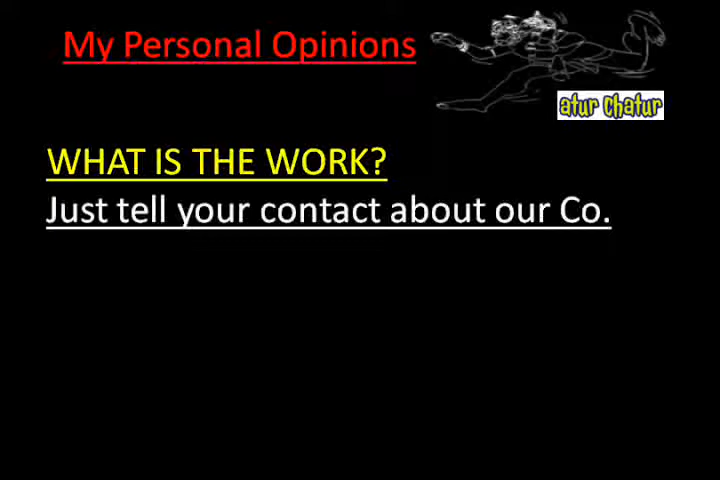 My Personal Opinions
atur Chatur
WHAT IS THE WORK?
Just tell your contact about our Co.